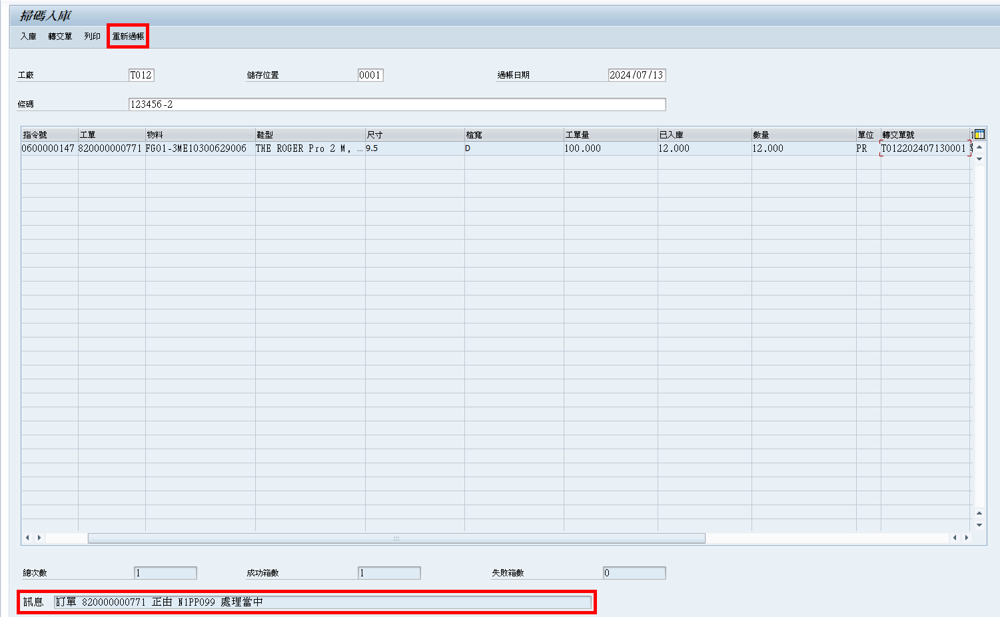 掃碼入庫
入庫 轉交單 列印 重新過帳
工廠 T012 儲存位置 0001 過帳日期 2024/07/13
條碼 123456-2
指令號 工單 物料 鞋型 尺寸 楦寬 工單量 已入庫 數量 單位 轉交單號
0600000147 820000000771 FG01-3ME10300629006 THE ROGER Pro 2 M, ... 9.5 D 100.000 12.000 12.000 PR T012202407130001
總次數 1 成功箱數 1 失敗箱數 0
訊息 訂單 820000000771 正由 N1PP099 處理當中